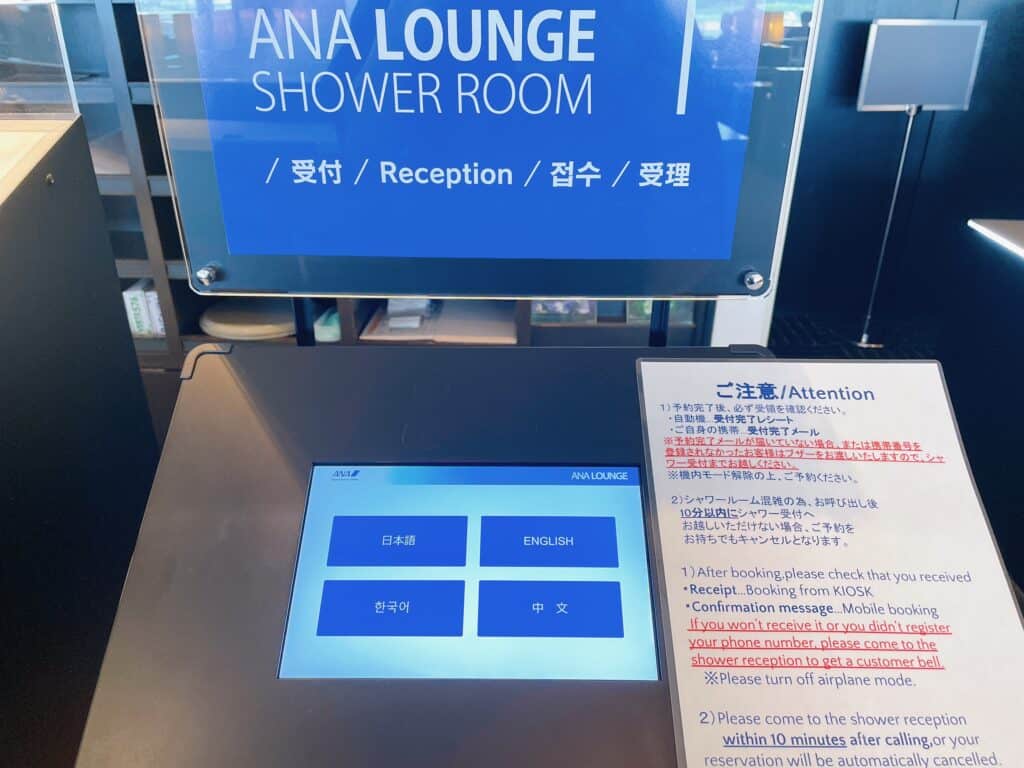 ANA LOUNGE
SHOWER ROOM
/ 受付 / Reception / 접수 / 受理
ANA
ANA LOUNGE
日本語
ENGLISH
한국어
中 文
ご注意/Attention
1）予約完了後、必ず受領を確認ください。
・自動機…受付完了レシート
・ご自身の携帯…受付完了メール
※予約完了メールが届いていない場合、または携帯番号を
登録されなかったお客様はブザーをお渡しいたしますので、シャ
ワー受付までお越しください。
※機内モード解除の上、ご予約ください。
2）シャワールーム混雑の為、お呼び出し後
10分以内にシャワー受付へ
お越しいただけない場合、ご予約を
お持ちでもキャンセルとなります。
1）After booking,please check that you received
・Receipt…Booking from KIOSK
・Confirmation message…Mobile booking
If you won't receive it or you didn't register
your phone number, please come to the
shower reception to get a customer bell.
※Please turn off airplane mode.
2）Please come to the shower reception
within 10 minutes after calling,or your
reservation will be automatically cancelled.